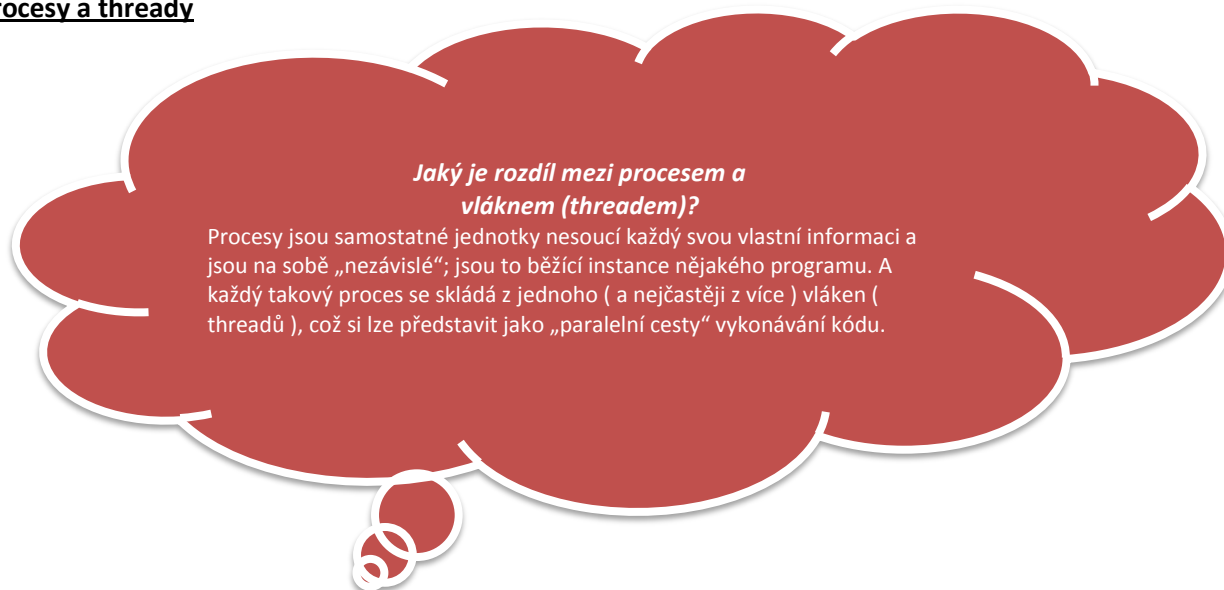 rocesy a thready
Jaký je rozdíl mezi procesem a
vláknem (threadem)?
Procesy jsou samostatné jednotky nesoucí každý svou vlastní informaci a
jsou na sobě „nezávislé“; jsou to běžící instance nějakého programu. A
každý takový proces se skládá z jednoho ( a nejčastěji z více ) vláken (
threadů ), což si lze představit jako „paralelní cesty“ vykonávání kódu.